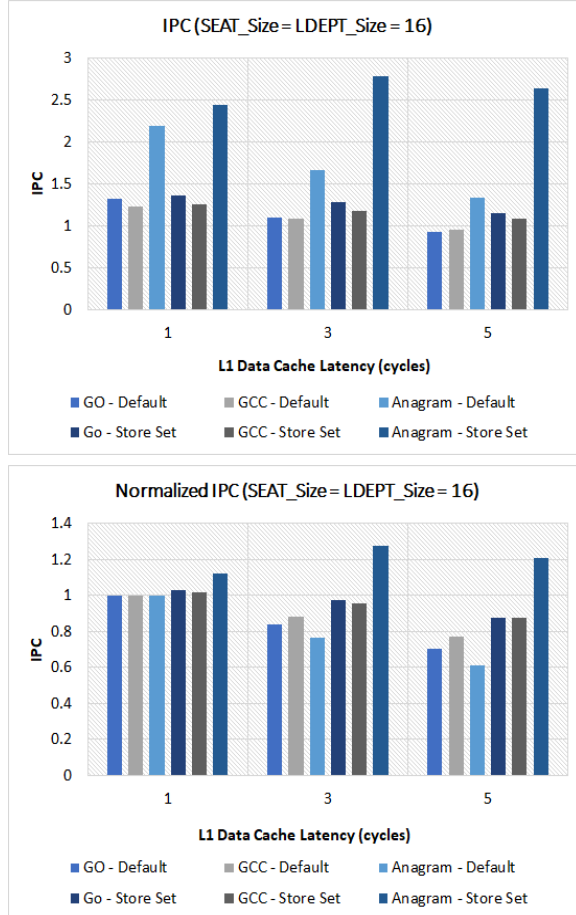 IPC (SEAT_Size = LDEPT_Size = 16)
3
2.5
2
1.5
1
0.5
0
IPC
1 3 5
L1 Data Cache Latency (cycles)
GO - Default GCC - Default Anagram - Default
Go - Store Set GCC - Store Set Anagram - Store Set
Normalized IPC (SEAT_Size = LDEPT_Size = 16)
1.4
1.2
1
0.8
0.6
0.4
0.2
0
IPC
1 3 5
L1 Data Cache Latency (cycles)
GO - Default GCC - Default Anagram - Default
Go - Store Set GCC - Store Set Anagram - Store Set